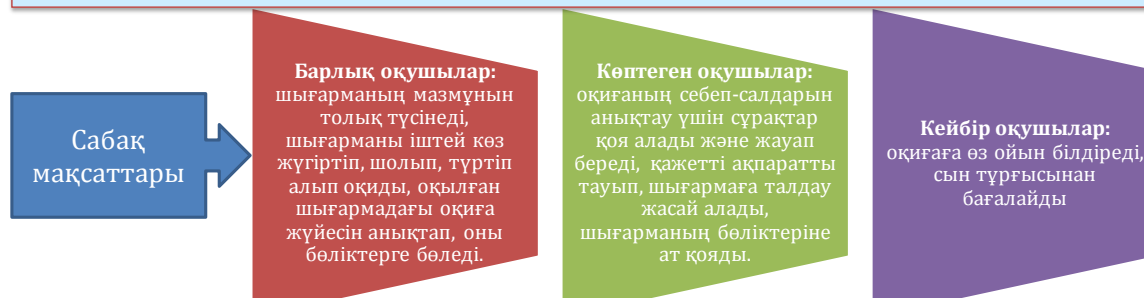 Сабақ
мақсаттары
Барлық оқушылар:
шығарманың мазмұнын
толық түсінеді,
шығарманы іштей көз
жүгіртіп, шолып, түртіп
алып оқиды, оқылған
шығармадағы оқиға
жүйесін анықтап, оны
бөліктерге бөледі.
Көптеген оқушылар:
оқиғаның себеп-салдарын
анықтау үшін сұрақтар
қоя алады және жауап
береді, қажетті ақпаратты
тауып, шығармаға талдау
жасай алады,
шығарманың бөліктеріне
ат қояды.
Кейбір оқушылар:
оқиғаға өз ойын білдіреді,
сын тұрғысынан
бағалайды